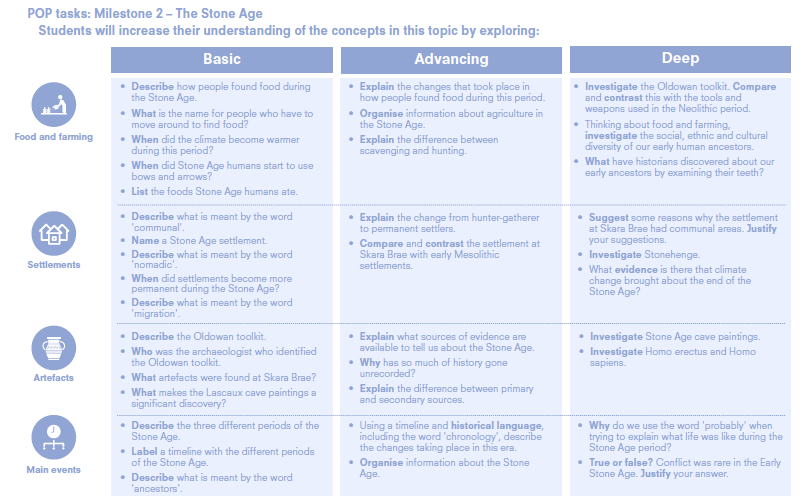 POP tasks: Milestone 2 – The Stone Age
Students will increase their understanding of the concepts in this topic by exploring:
Basic
Advancing
Deep
Food and farming
• Describe how people found food during
the Stone Age.
• What is the name for people who have to
move around to find food?
• When did the climate become warmer
during this period?
• When did Stone Age humans start to use
bows and arrows?
• List the foods Stone Age humans ate.
• Explain the changes that took place in
how people found food during this period.
• Organise information about agriculture in
the Stone Age.
• Explain the difference between
scavenging and hunting.
• Investigate the Oldowan toolkit. Compare
and contrast this with the tools and
weapons used in the Neolithic period.
• Thinking about food and farming,
investigate the social, ethnic and cultural
diversity of our early human ancestors.
• What have historians discovered about our
early ancestors by examining their teeth?
Settlements
• Describe what is meant by the word
'communal'.
• Name a Stone Age settlement.
• Describe what is meant by the word
'nomadic'.
• When did settlements become more
permanent during the Stone Age?
• Describe what is meant by the word
'migration'.
• Explain the change from hunter-gatherer
to permanent settlers.
• Compare and contrast the settlement at
Skara Brae with early Mesolithic
settlements.
• Suggest some reasons why the settlement
at Skara Brae had communal areas. Justify
your suggestions.
• Investigate Stonehenge.
• What evidence is there that climate
change brought about the end of the
Stone Age?
Artefacts
• Describe the Oldowan toolkit.
• Who was the archaeologist who identified
the Oldowan toolkit.
• What artefacts were found at Skara Brae?
• What makes the Lascaux cave paintings a
significant discovery?
• Explain what sources of evidence are
available to tell us about the Stone Age.
• Why has so much of history gone
unrecorded?
• Explain the difference between primary
and secondary sources.
• Investigate Stone Age cave paintings.
• Investigate Homo erectus and Homo
sapiens.
Main events
• Describe the three different periods of the
Stone Age.
• Label a timeline with the different periods
of the Stone Age.
• Describe what is meant by the word
'ancestors'.
• Using a timeline and historical language,
including the word 'chronology', describe
the changes taking place in this era.
• Organise information about the Stone
Age.
• Why do we use the word 'probably' when
trying to explain what life was like during the
Stone Age period?
• True or false? Conflict was rare in the Early
Stone Age. Justify your answer.